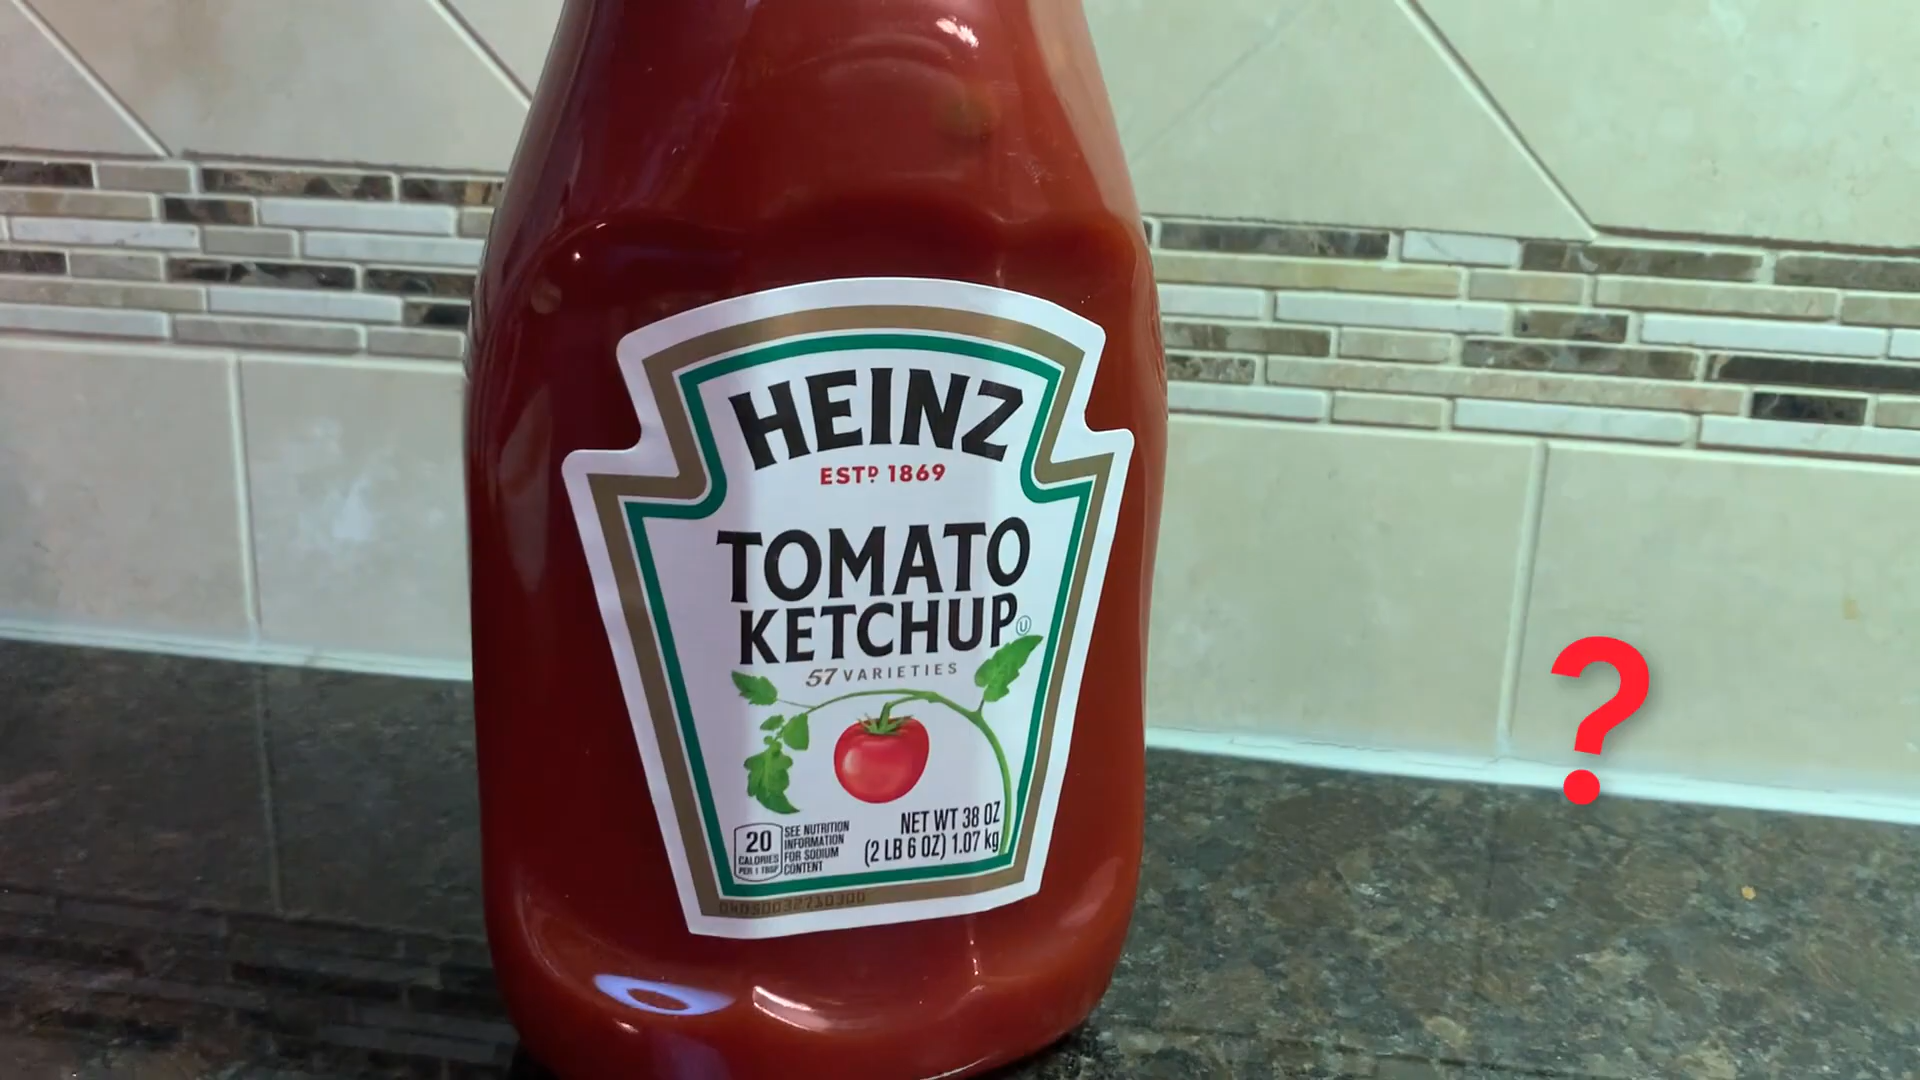 HEINZ
ESTD 1869
TOMATO
KETCHUP
U
57 VARIETIES
NET WT 38 OZ
(2 LB 6 OZ) 1.07 kg
20
CALORIES
PER 1 TBSP
SEE NUTRITION
INFORMATION
FOR SODIUM
CONTENT
?